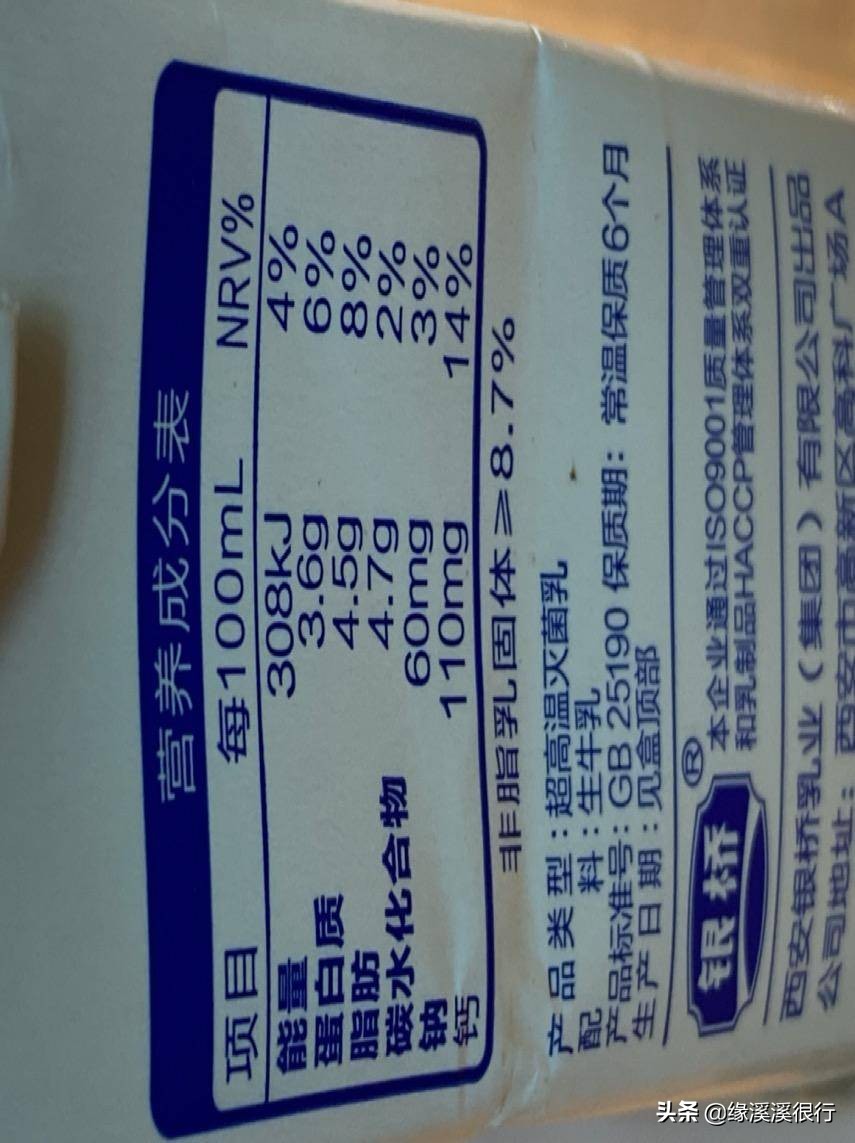 营养成分表
项目 每100mL NRV%
能量 308kJ 4%
蛋白质 3.6g 6%
脂肪 4.5g 8%
碳水化合物 4.7g 2%
钠 60mg 3%
钙 110mg 14%
非脂乳固体≥8.7%
产品类型:超高温灭菌乳
配料:生牛乳
产品标准号:GB 25190 保质期:常温保质6个月
生产日期:见盒顶部
银桥®
本企业通过ISO9001质量管理体系
和乳制品HACCP管理体系双重认证
西安银桥乳业(集团)有限公司出品
公司地址:西安市高新区高科广场A
头条 @缘溪溪很行